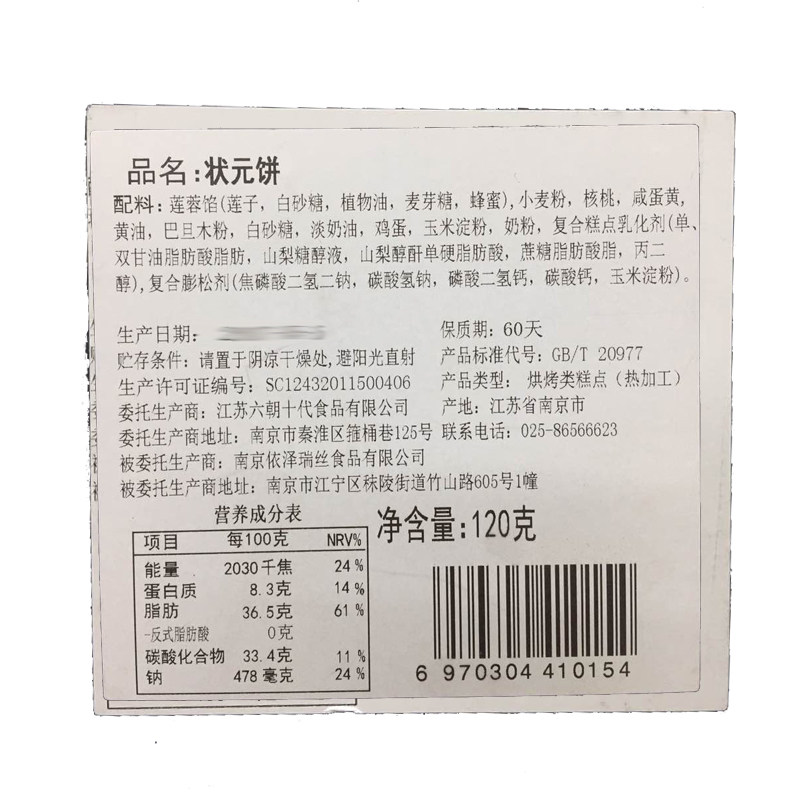 品名:状元饼
配料:莲蓉馅(莲子,白砂糖,植物油,麦芽糖,蜂蜜),小麦粉,核桃,咸蛋黄,
黄油,巴旦木粉,白砂糖,淡奶油,鸡蛋,玉米淀粉,奶粉,复合糕点乳化剂(单、
双甘油脂肪酸脂肪,山梨糖醇液,山梨醇酐单硬脂肪酸,蔗糖脂肪酸脂,丙二
醇),复合膨松剂(焦磷酸二氢二钠,碳酸氢钠,磷酸二氢钙,碳酸钙,玉米淀粉)。
生产日期: 保质期:60天
贮存条件:请置于阴凉干燥处,避阳光直射 产品标准代号:GB/T 20977
生产许可证编号:SC12432011500406 产品类型:烘烤类糕点(热加工)
委托生产商:江苏六朝十代食品有限公司 产地:江苏省南京市
委托生产商地址:南京市秦淮区箍桶巷125号 联系电话:025-86566623
被委托生产商:南京依泽瑞丝食品有限公司
被委托生产商地址:南京市江宁区秣陵街道竹山路605号1幢
营养成分表
净含量:120克
项目 每100克 NRV%
能量 2030千焦 24%
蛋白质 8.3克 14%
脂肪 36.5克 61%
-反式脂肪酸 0克
碳酸化合物 33.4克 11%
钠 478毫克 24%
6 970304 410154